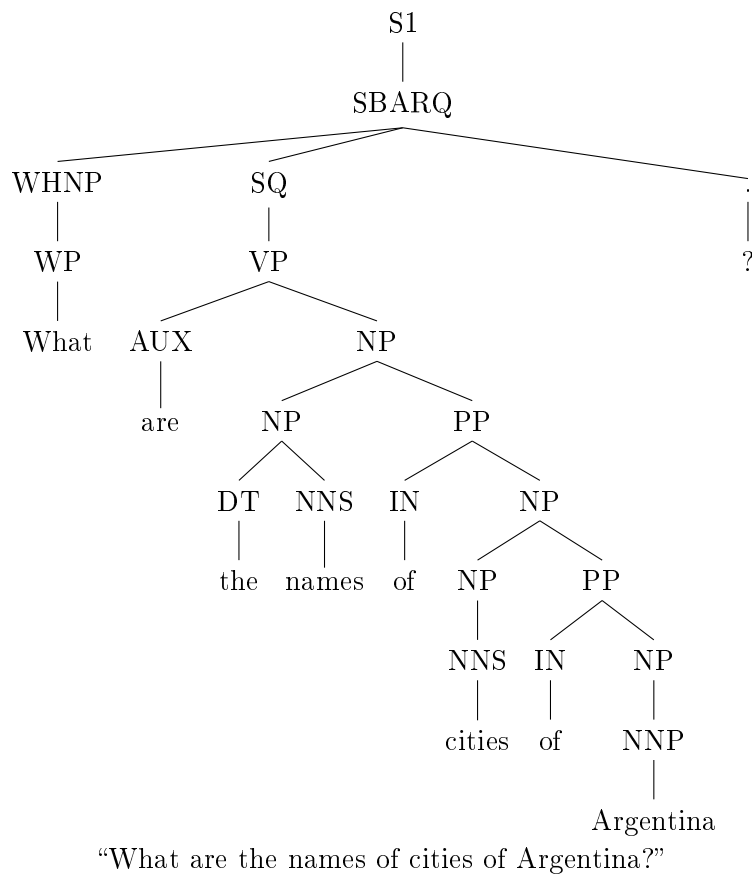 S1
SBARQ
WHNP SQ .
WP VP ?
What AUX NP
are NP PP
DT NNS IN NP
the names of NP PP
NNS IN NP
cities of NNP
Argentina
“What are the names of cities of Argentina?”